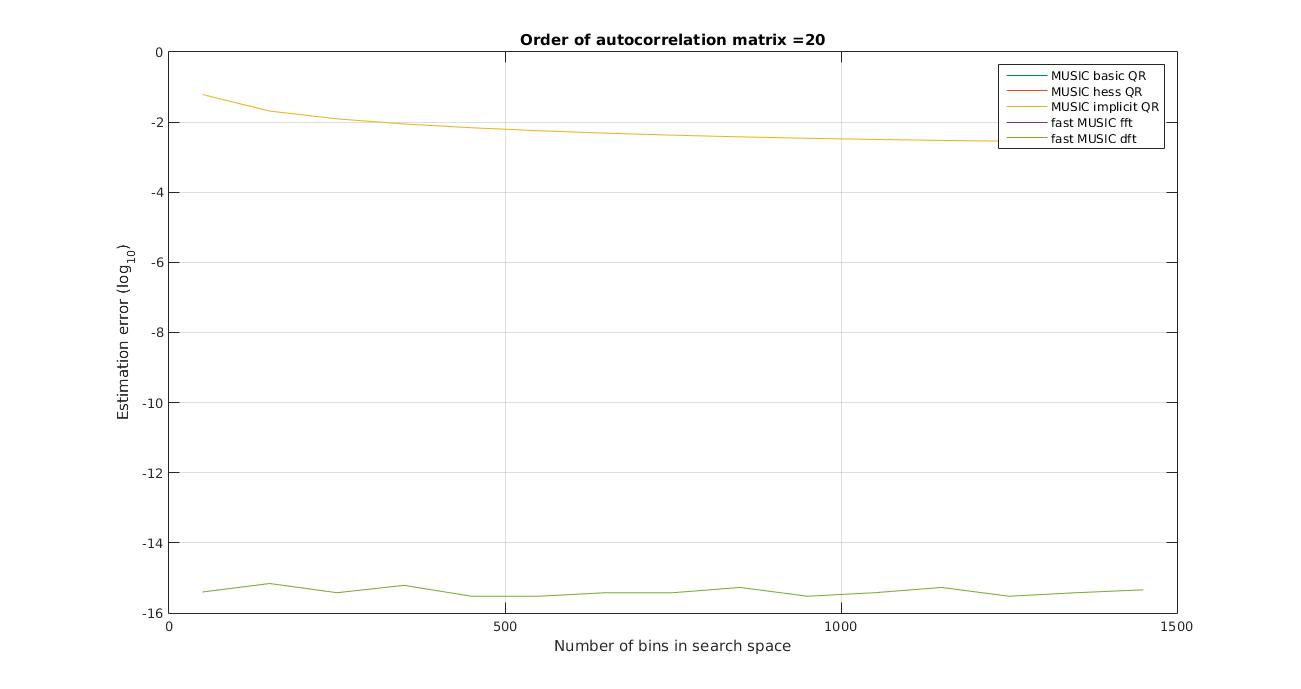 Order of autocorrelation matrix =20
0
-2
-4
-6
-8
-10
-12
-14
-16
Estimation error (log10)
MUSIC basic QR
MUSIC hess QR
MUSIC implicit QR
fast MUSIC fft
fast MUSIC dft
0 500 1000 1500
Number of bins in search space